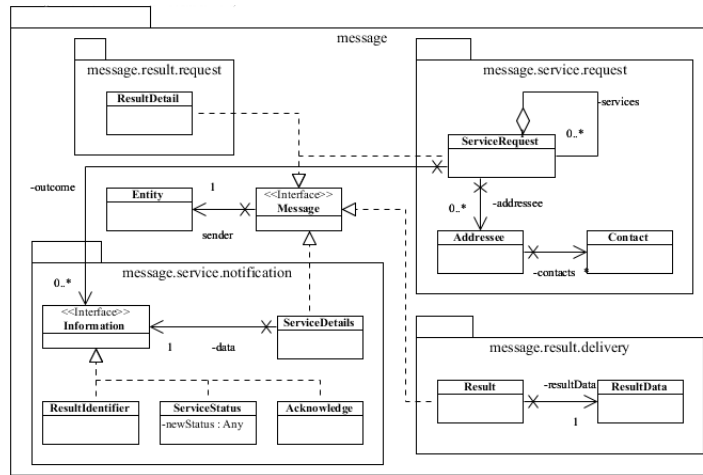 message
message.result.request
ResultDetail
message.service.request
-services
ServiceRequest
0..*
-outcome
Entity
1
sender
<<Interface>>
Message
-addressee
0..*
Addressee
Contact
-contacts *
message.service.notification
0..*
<<Interface>>
Information
1
-data
ServiceDetails
ResultIdentifier
ServiceStatus
-newStatus : Any
Acknowledge
message.result.delivery
Result
-resultData
1
ResultData